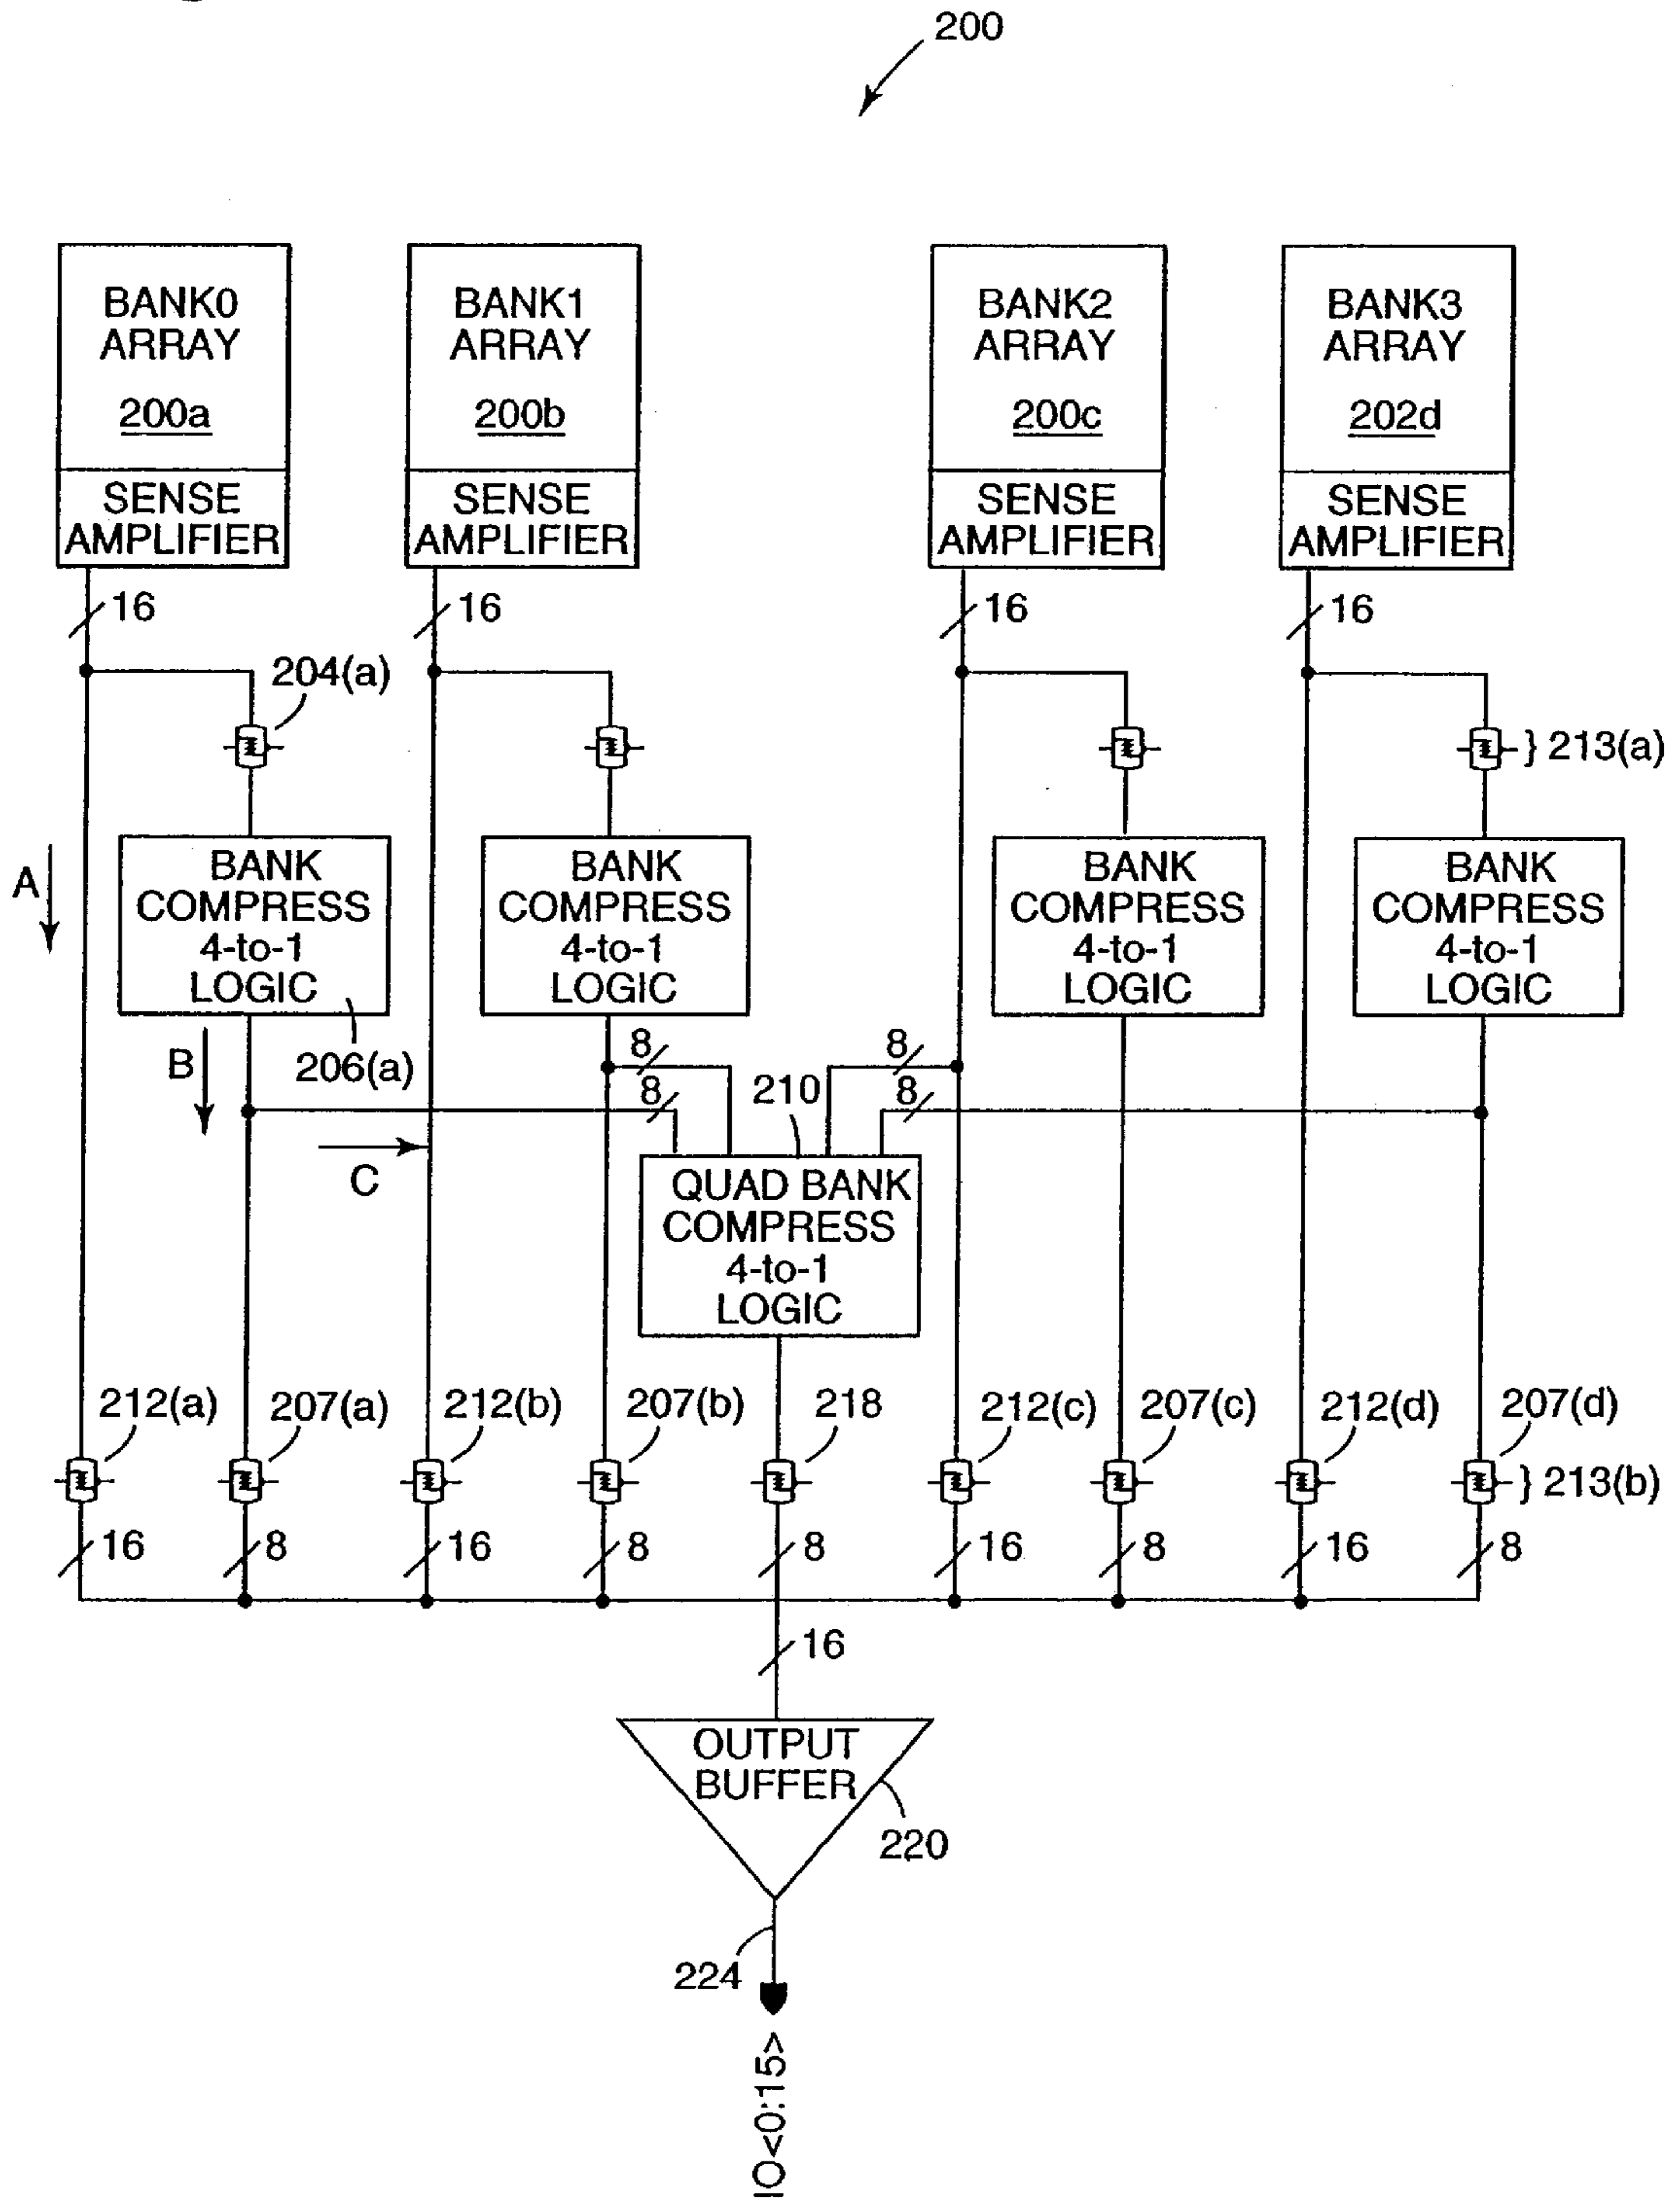 200
BANK0
ARRAY
200a
SENSE
AMPLIFIER
BANK1
ARRAY
200b
SENSE
AMPLIFIER
BANK2
ARRAY
200c
SENSE
AMPLIFIER
BANK3
ARRAY
202d
SENSE
AMPLIFIER
16
16
16
16
204(a)
} 213(a)
A
BANK
COMPRESS
4-to-1
LOGIC
BANK
COMPRESS
4-to-1
LOGIC
BANK
COMPRESS
4-to-1
LOGIC
BANK
COMPRESS
4-to-1
LOGIC
B
206(a)
8
8
8
8
210
C
QUAD BANK
COMPRESS
4-to-1
LOGIC
212(a)
207(a)
212(b)
207(b)
218
212(c)
207(c)
212(d)
207(d)
} 213(b)
16
8
16
8
8
16
8
16
8
16
OUTPUT
BUFFER
220
224
IO<0:15>